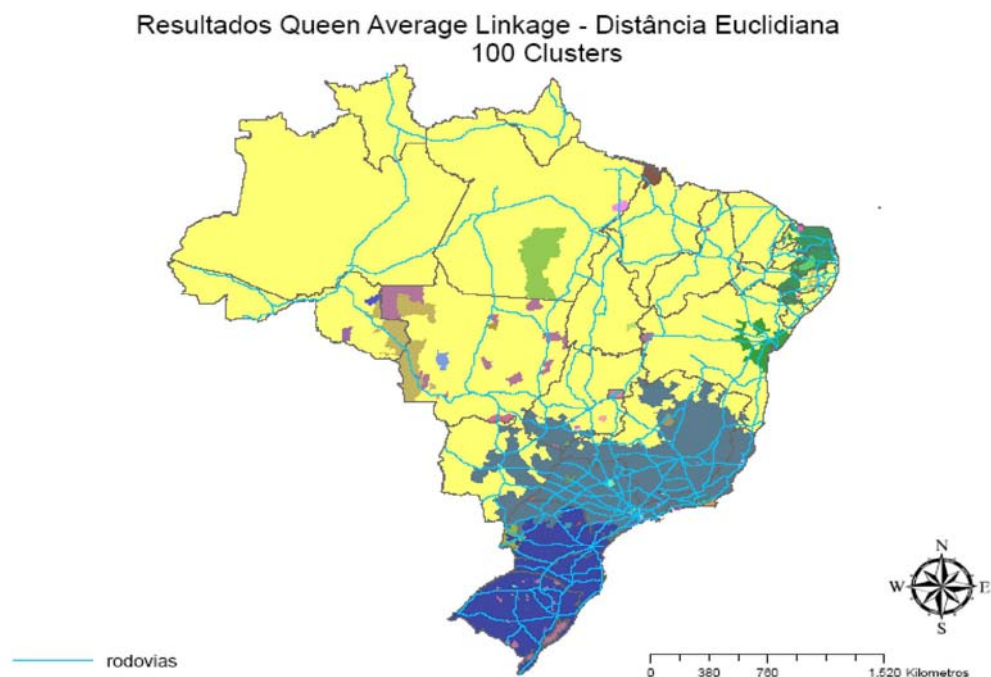 Resultados Queen Average Linkage - Distância Euclidiana
100 Clusters
N
W E
S
rodovias
0 380 760 1.520 Kilometros